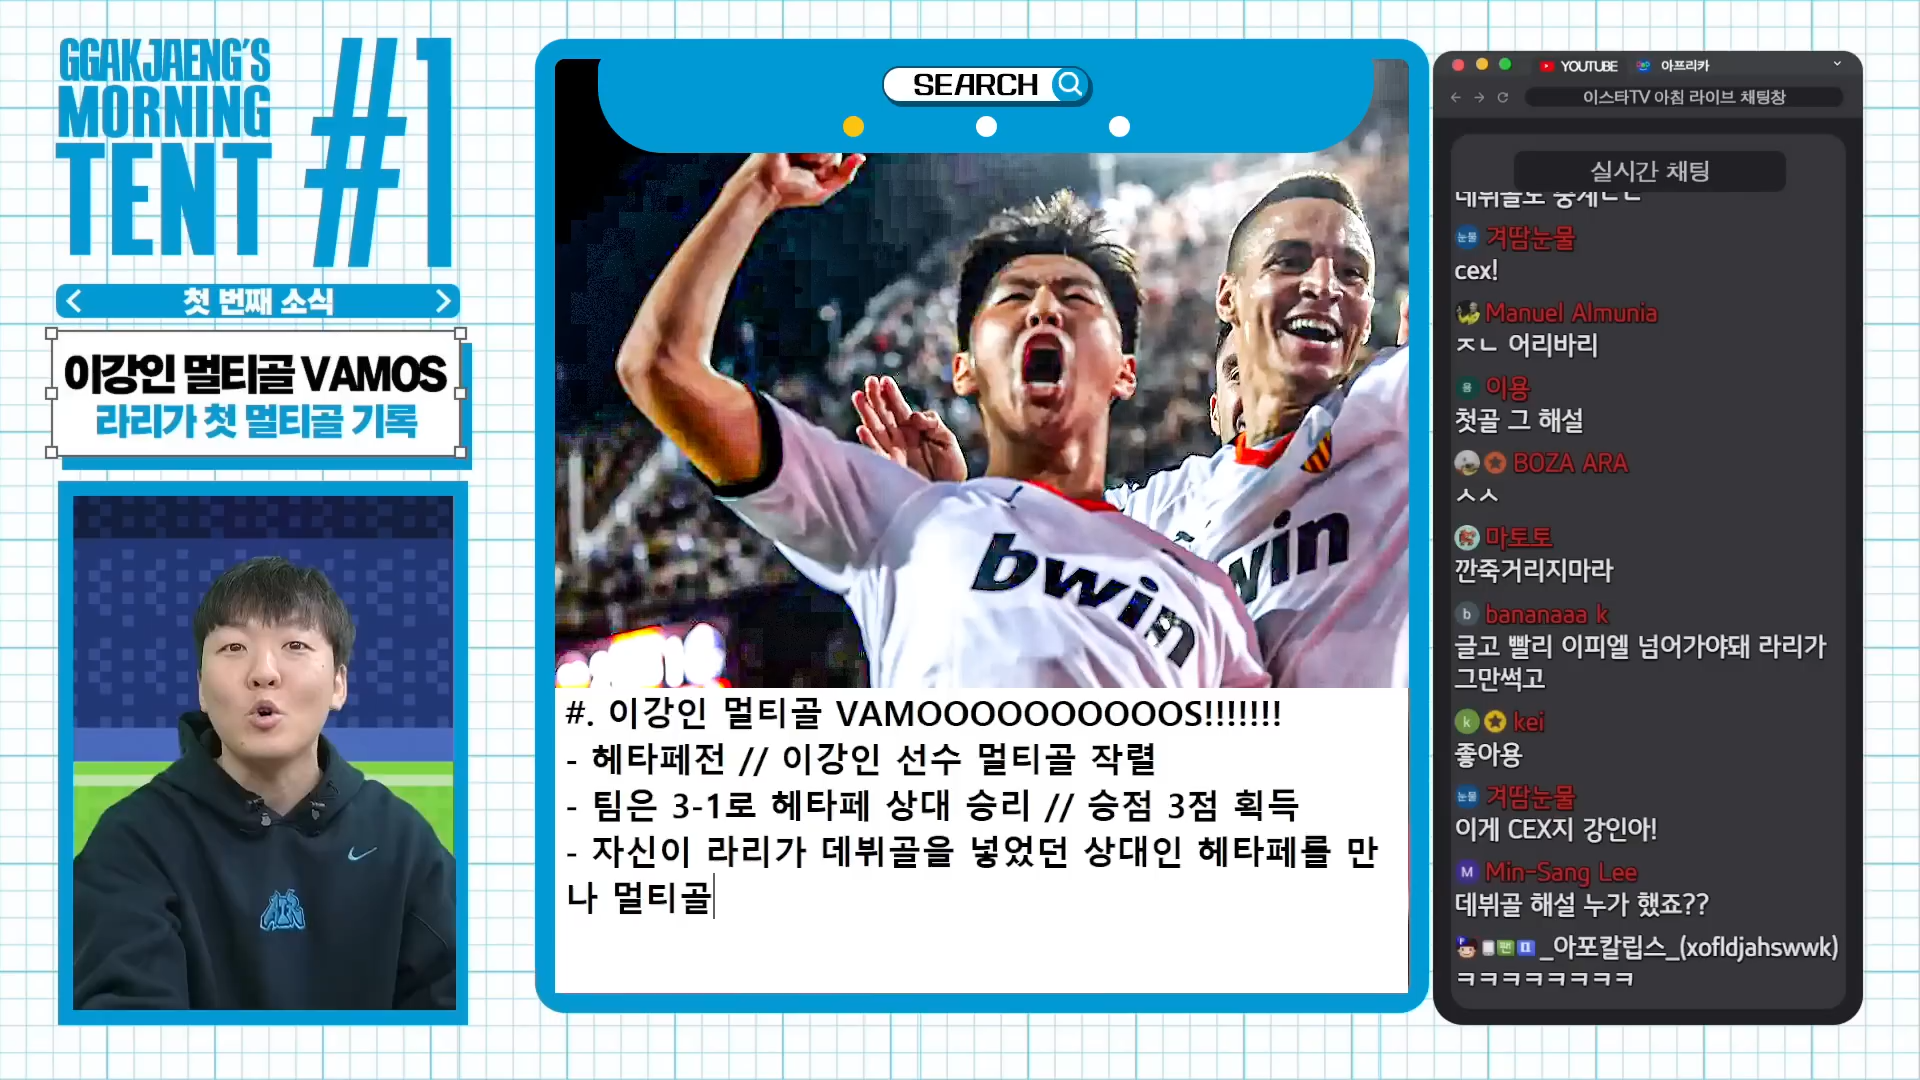 GGAKJAENG'S
MORNING
TENT
#1
첫 번째 소식
이강인 멀티골 VAMOS
라리가 첫 멀티골 기록
SEARCH
bwin
win
#. 이강인 멀티골 VAMOOOOOOOOOOS!!!!!!!
- 헤타페전 // 이강인 선수 멀티골 작렬
- 팀은 3-1로 헤타페 상대 승리 // 승점 3점 획득
- 자신이 라리가 데뷔골을 넣었던 상대인 헤타페를 만
나 멀티골
YOUTUBE 아프리카
이스타TV 아침 라이브 채팅창
실시간 채팅
눈물 겨땀눈물
cex!
Manuel Almunia
ㅈㄴ 어리바리
용 이용
첫골 그 해설
BOZA ARA
ㅅㅅ
마토토
깐죽거리지마라
b bananaaa k
글고 빨리 이피엘 넘어가야돼 라리가
그만썩고
k kei
좋아용
눈물 겨땀눈물
이게 CEX지 강인아!
M Min-Sang Lee
데뷔골 해설 누가 했죠??
팬 _아포칼립스_(xofldjahswwk)
ㅋㅋㅋㅋㅋㅋㅋㅋ